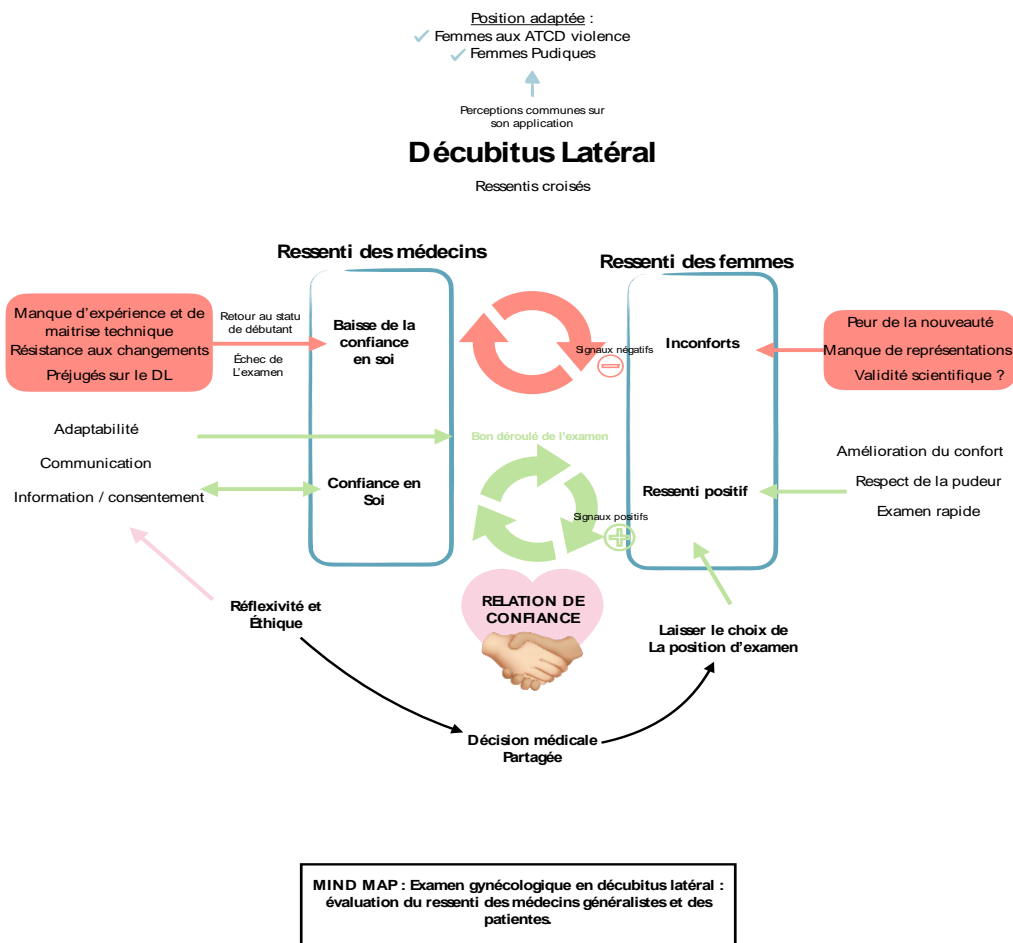 Position adaptée :
Femmes aux ATCD violence
Femmes Pudiques
Perceptions communes sur
son application
Décubitus Latéral
Ressentis croisés
Ressenti des médecins
Ressenti des femmes
Manque d'expérience et de
maitrise technique
Résistance aux changements
Préjugés sur le DL
Retour au statu
de débutant
Échec de
L'examen
Baisse de la
confiance
en soi
Signaux négatifs
Inconforts
Peur de la nouveauté
Manque de représentations
Validité scientifique ?
Adaptabilité
Communication
Information / consentement
Confiance en
Soi
Bon déroulé de l'examen
Signaux positifs
Ressenti positif
Amélioration du confort
Respect de la pudeur
Examen rapide
RELATION DE
CONFIANCE
Réflexivité et
Éthique
Laisser le choix de
La position d'examen
Décision médicale
Partagée
MIND MAP : Examen gynécologique en décubitus latéral :
évaluation du ressenti des médecins généralistes et des
patientes.